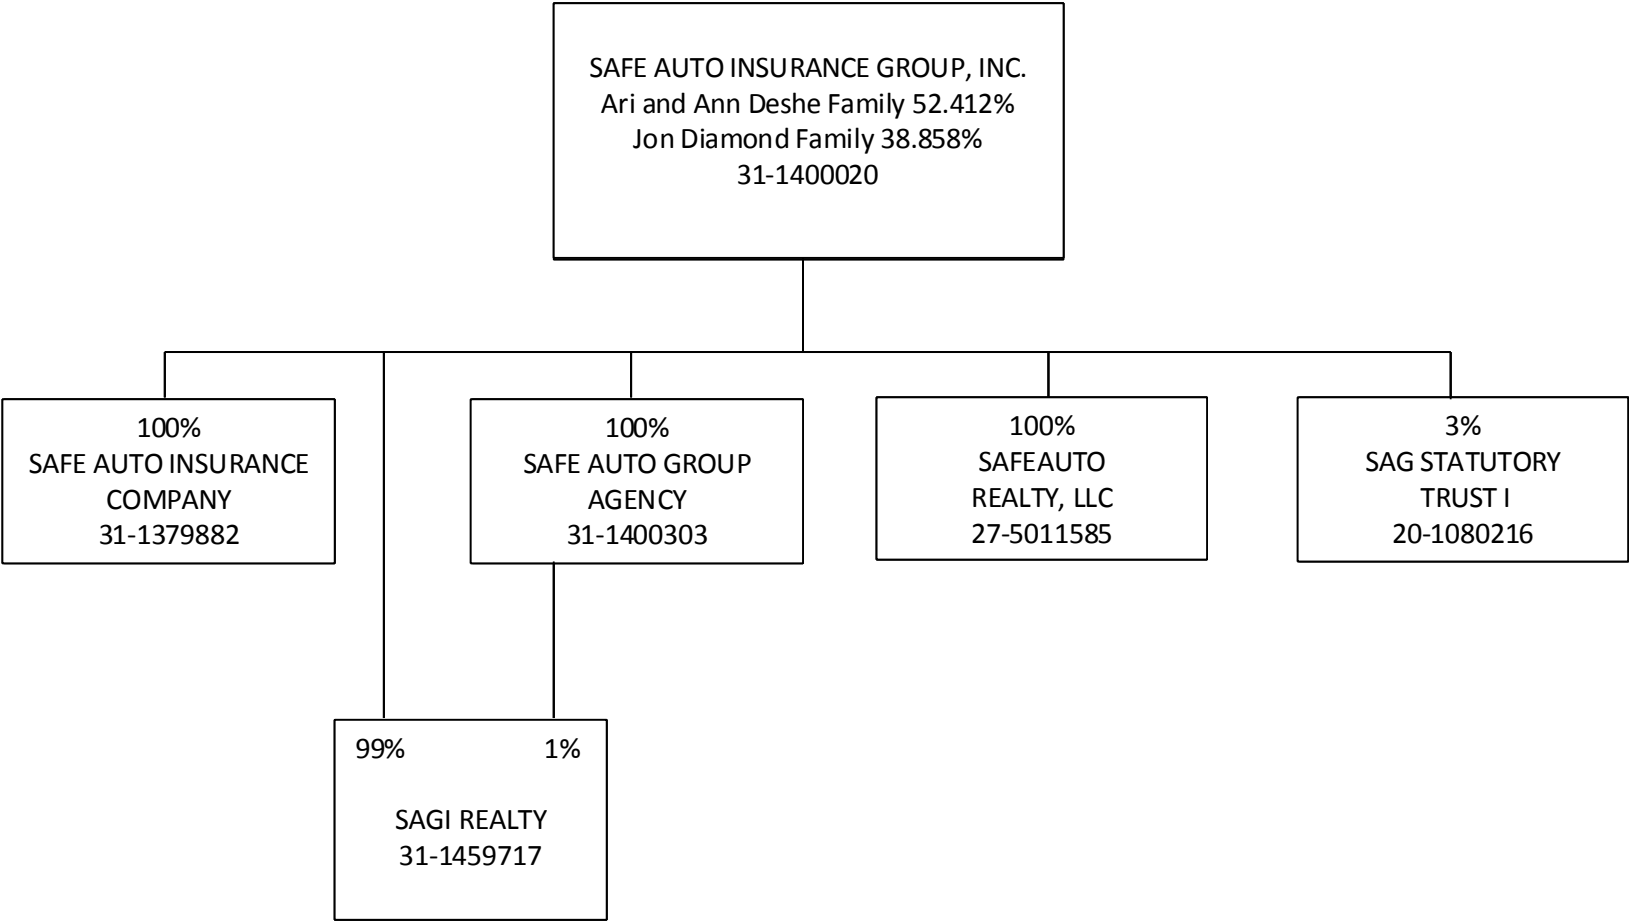 SAFE AUTO INSURANCE GROUP, INC.
Ari and Ann Deshe Family 52.412%
Jon Diamond Family 38.858%
31-1400020
100%
SAFE AUTO INSURANCE
COMPANY
31-1379882
100%
SAFE AUTO GROUP
AGENCY
31-1400303
100%
SAFEAUTO
REALTY, LLC
27-5011585
3%
SAG STATUTORY
TRUST I
20-1080216
99% 1%
SAGI REALTY
31-1459717